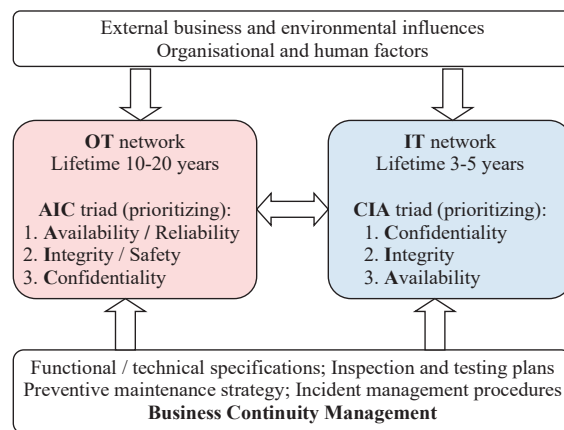 External business and environmental influences
Organisational and human factors
OT network
Lifetime 10-20 years
AIC triad (prioritizing):
1. Availability / Reliability
2. Integrity / Safety
3. Confidentiality
IT network
Lifetime 3-5 years
CIA triad (prioritizing):
1. Confidentiality
2. Integrity
3. Availability
Functional / technical specifications; Inspection and testing plans
Preventive maintenance strategy; Incident management procedures
Business Continuity Management